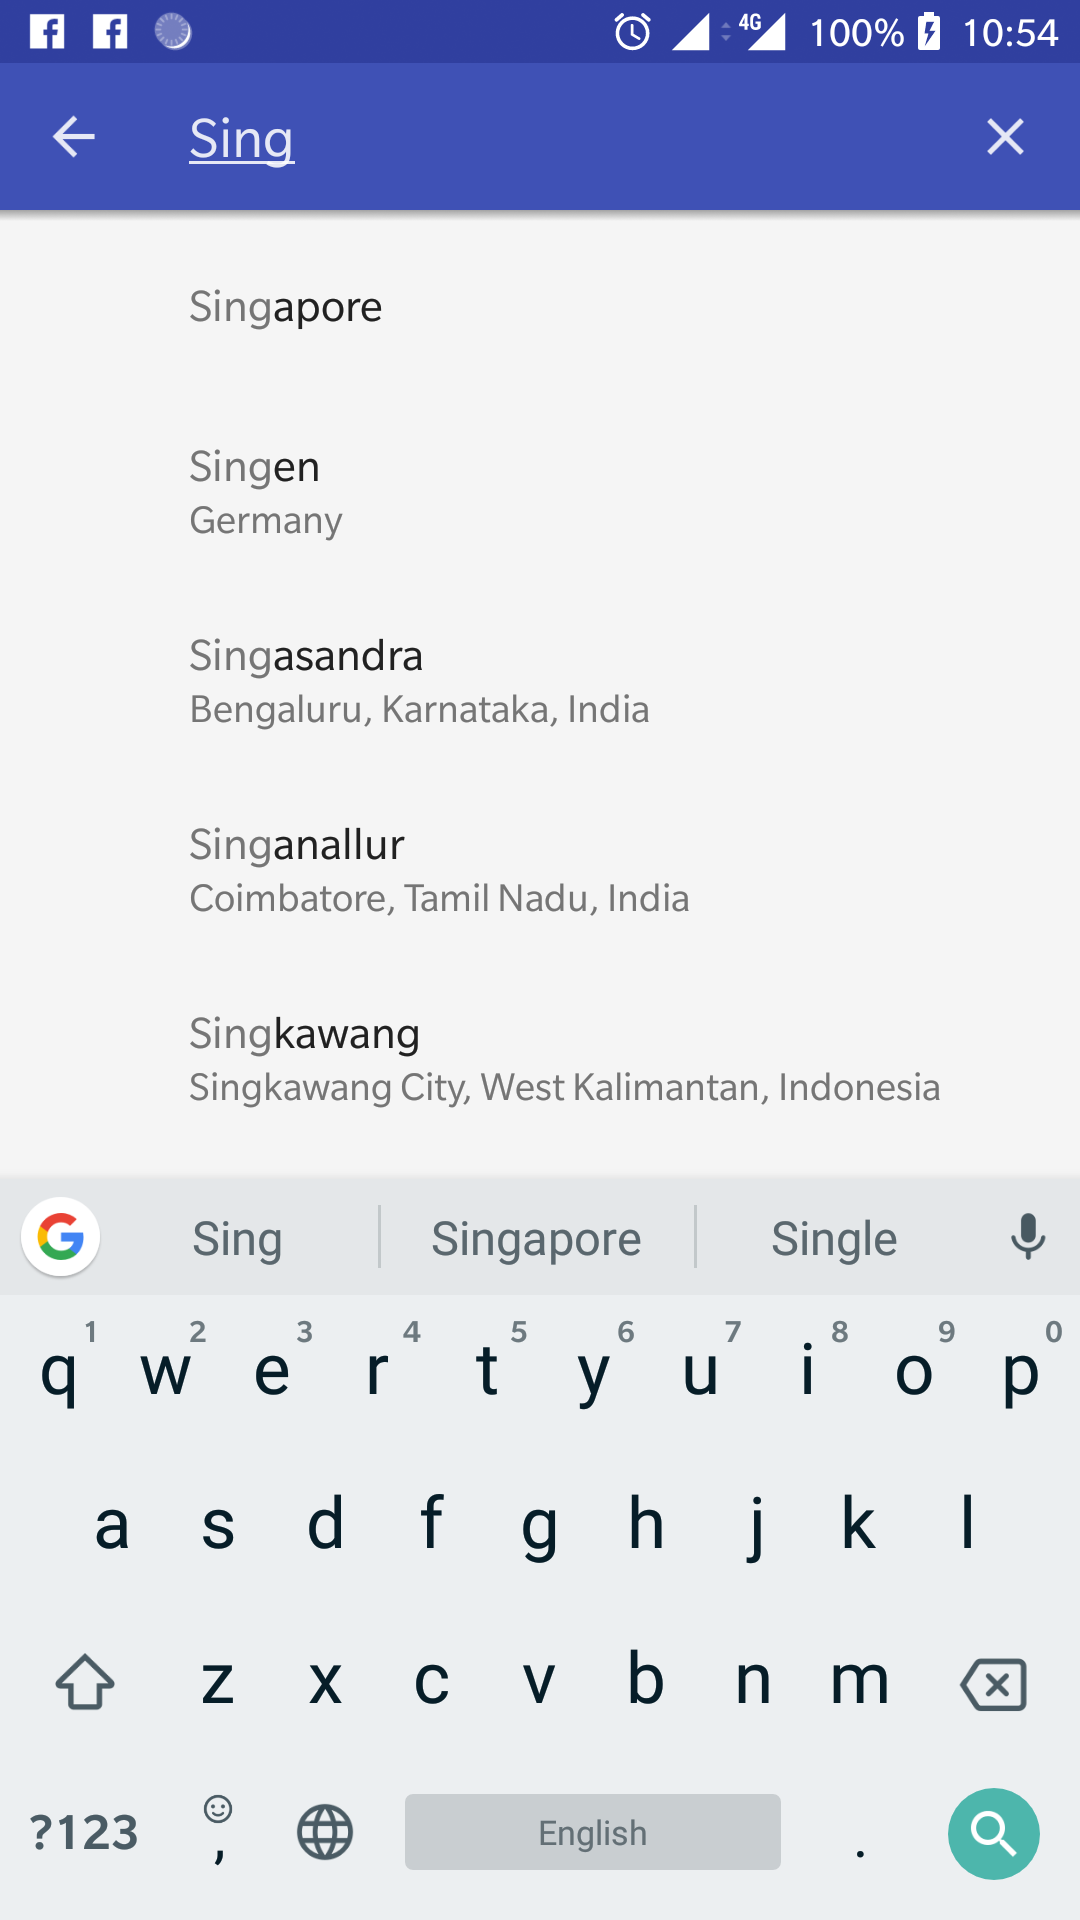 4G 100% 10:54
Sing
Singapore
Singen
Germany
Singasandra
Bengaluru, Karnataka, India
Singanallur
Coimbatore, Tamil Nadu, India
Singkawang
Singkawang City, West Kalimantan, Indonesia
Sing Singapore Single
1 2 3 4 5 6 7 8 9 0
q w e r t y u i o p
a s d f g h j k l
z x c v b n m
?123 , English .